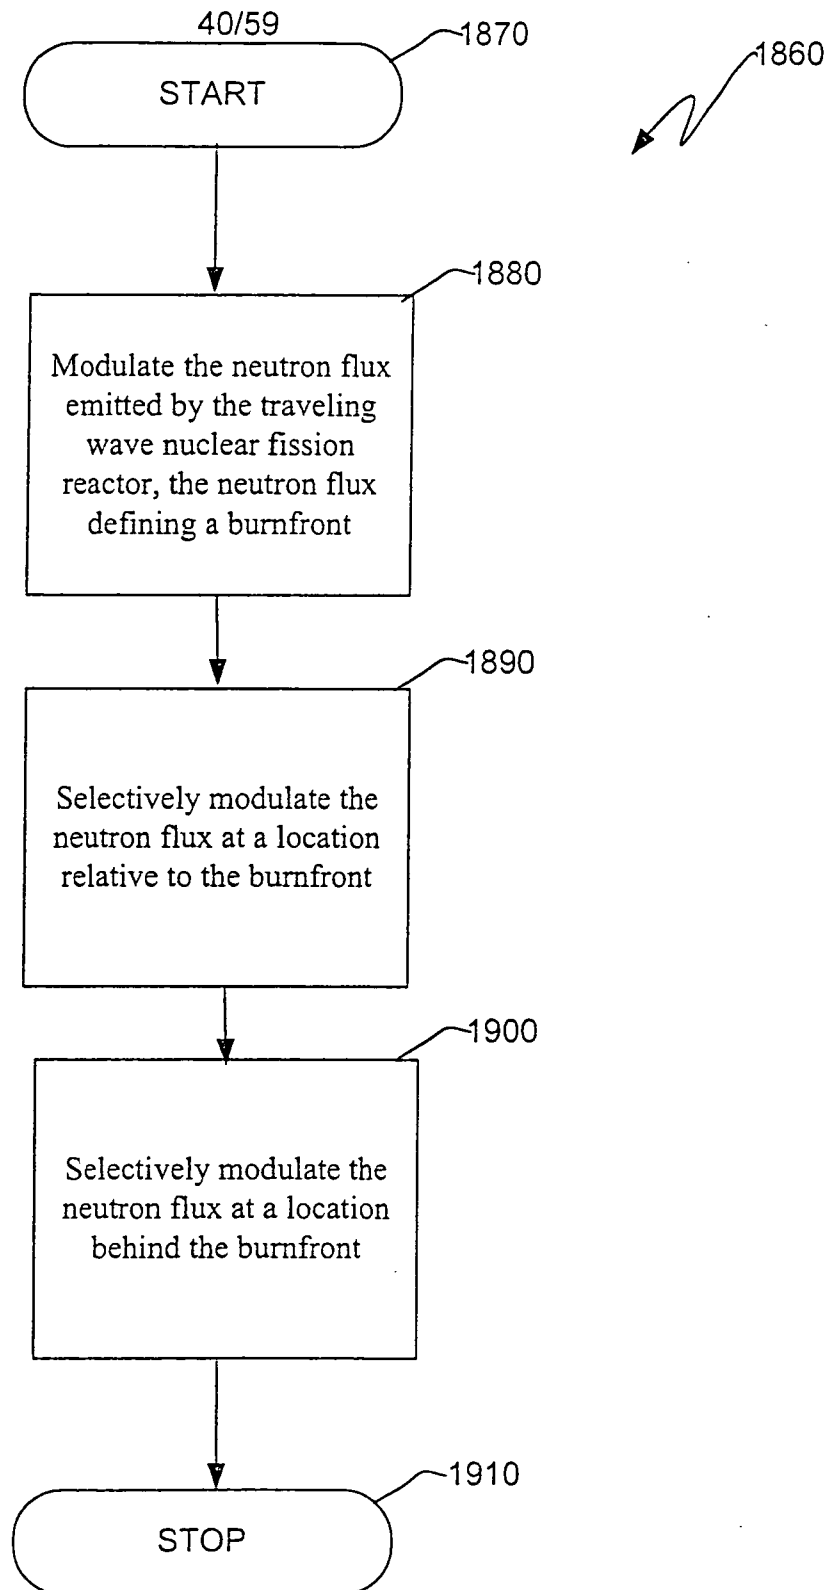 40/59
1870
1860
START
1880
Modulate the neutron flux
emitted by the traveling
wave nuclear fission
reactor, the neutron flux
defining a burnfront
1890
Selectively modulate the
neutron flux at a location
relative to the burnfront
1900
Selectively modulate the
neutron flux at a location
behind the burnfront
1910
STOP